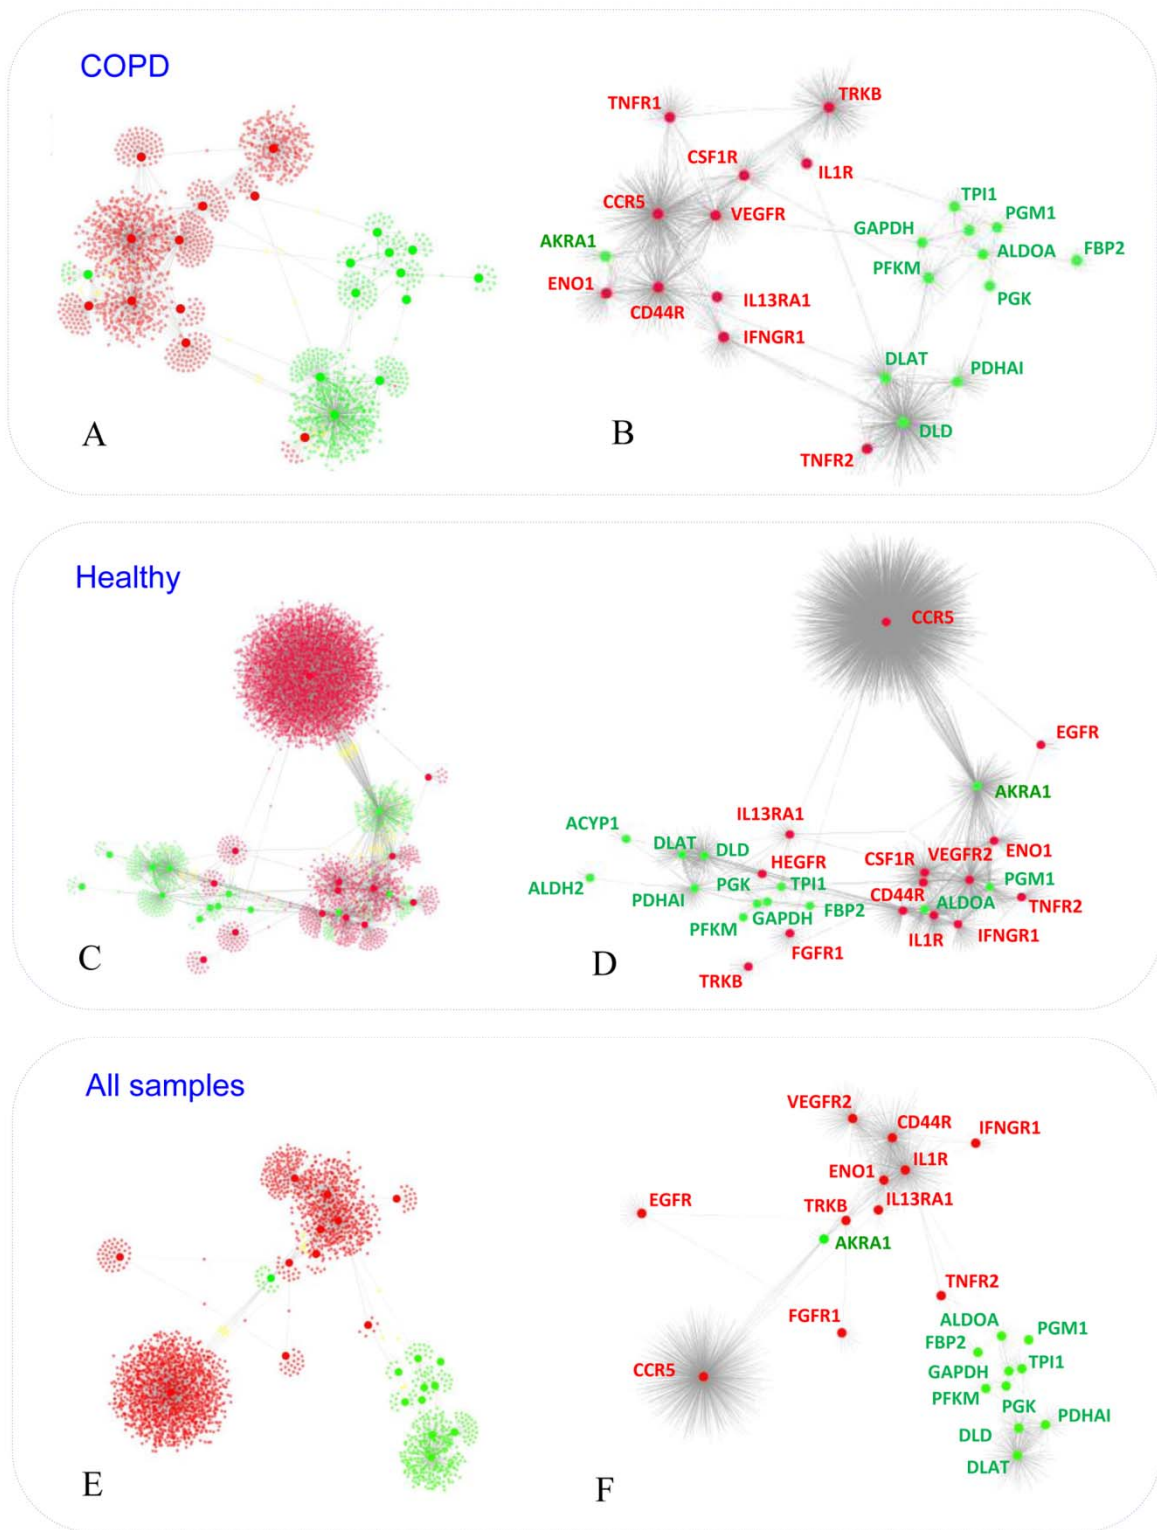 COPD
TNFR1
TRKB
CSF1R
IL1R
TPI1
CCR5
VEGFR
PGM1
GAPDH
AKRA1
ALDOA
FBP2
PFKM
ENO1
IL13RA1
PGK
CD44R
IFNGR1
DLAT
PDHAI
DLD
TNFR2
A
B
Healthy
CCR5
EGFR
AKRA1
IL13RA1
ACYP1
DLAT
DLD
HEGFR
CSF1R
VEGFR2
ENO1
ALDH2
PDHAI
PGK
TPI1
CD44R
PGM1
ALDOA
TNFR2
GAPDH
FBP2
PFKM
IL1R
IFNGR1
FGFR1
TRKB
C
D
All samples
VEGFR2
CD44R
IFNGR1
IL1R
ENO1
EGFR
TRKB
IL13RA1
AKRA1
TNFR2
FGFR1
ALDOA
PGM1
FBP2
CCR5
GAPDH
TPI1
PFKM
PGK
PDHAI
DLD
DLAT
E
F